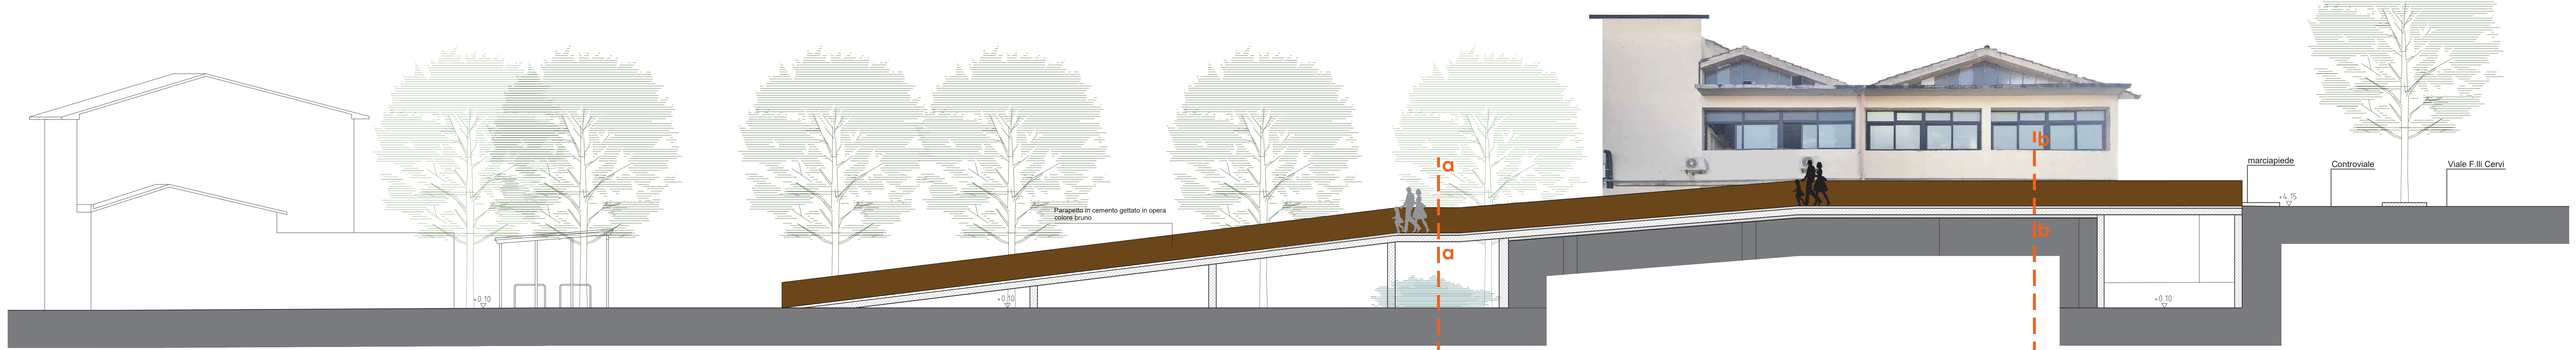 +0.10
Parapetto in cemento gettato in opera
colore bruno
+0.10
a
a
b
b
+0.10
marciapiede
+4.15
Controviale
Viale F.lli Cervi